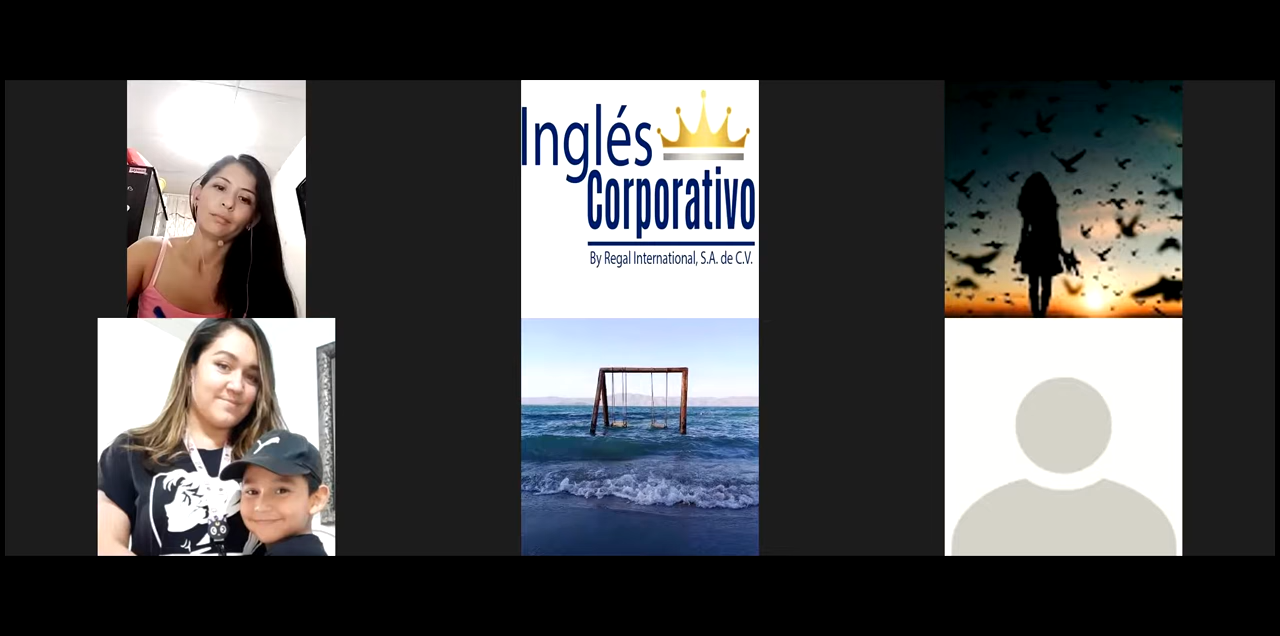 Inglés
Corporativo
By Regal International, S.A. de C.V.